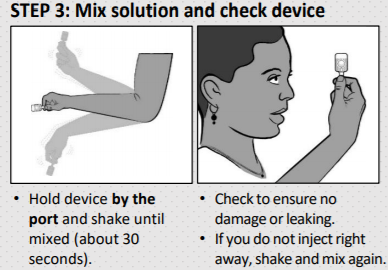 STEP 3: Mix solution and check device
• Hold device by the
port and shake until
mixed (about 30
seconds).
• Check to ensure no
damage or leaking.
• If you do not inject right
away, shake and mix again.